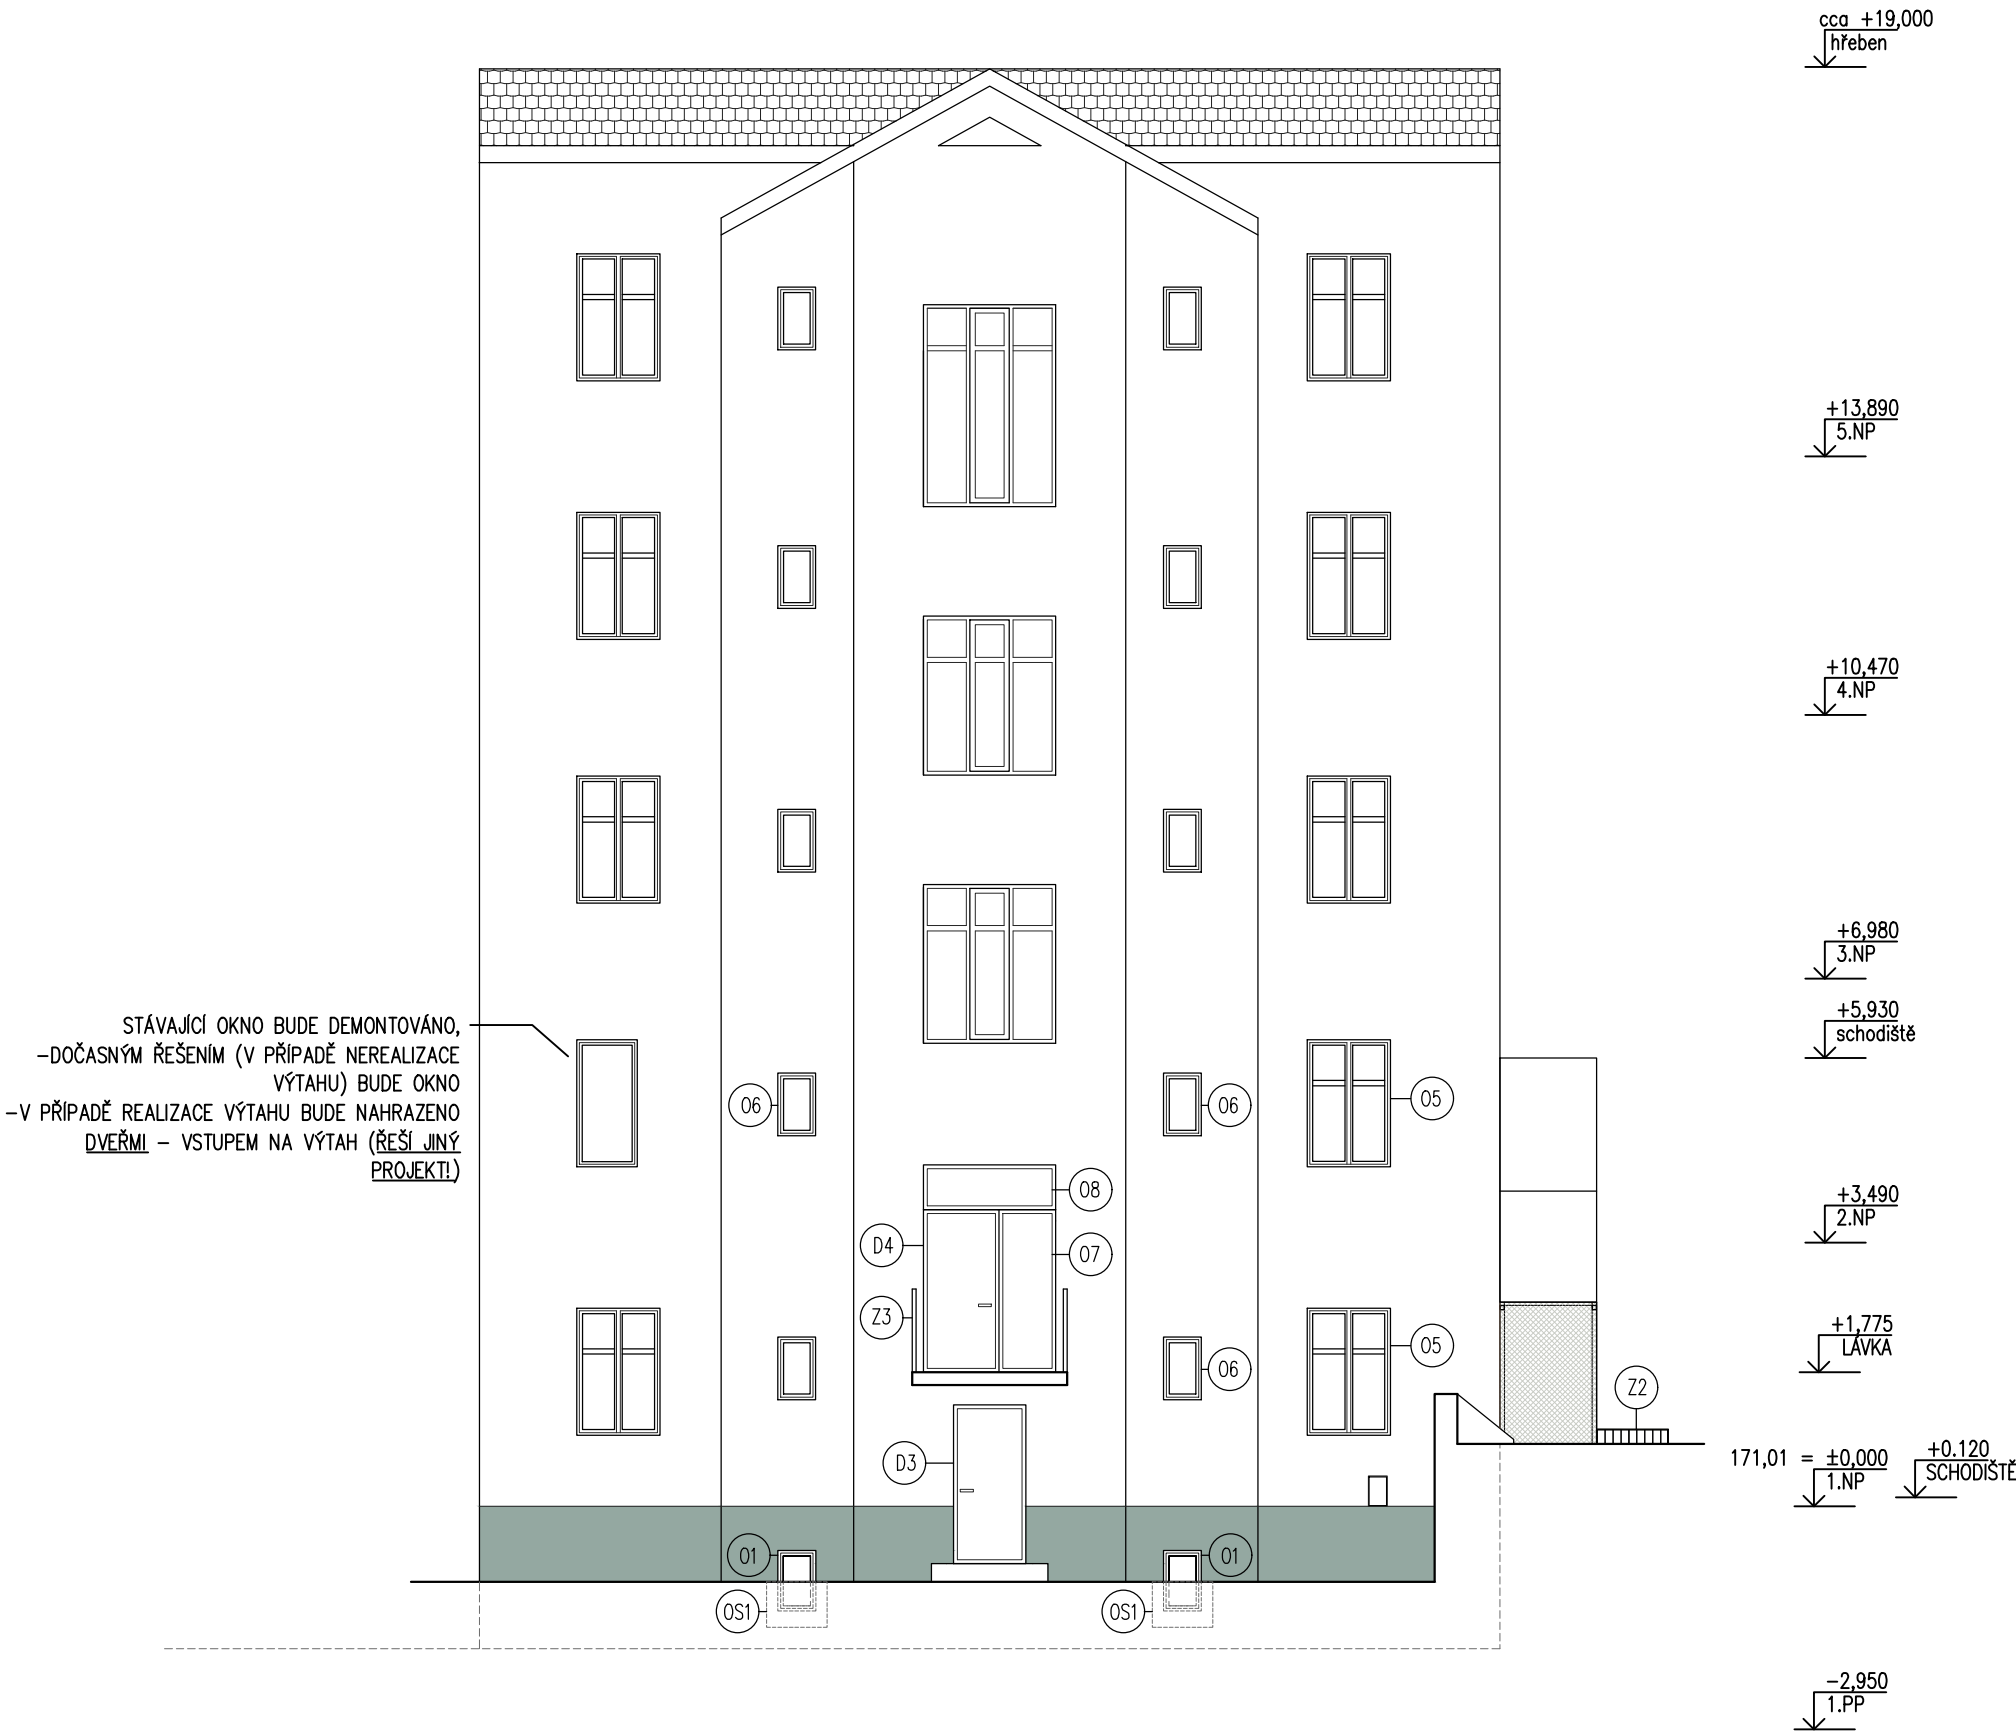 cca +19,000
hřeben
+13,890
5.NP
+10,470
4.NP
+6,980
3.NP
+5,930
schodiště
STÁVAJÍCÍ OKNO BUDE DEMONTOVÁNO,
-DOČASNÝM ŘEŠENÍM (V PŘÍPADĚ NEREALIZACE
VÝTAHU) BUDE OKNO
-V PŘÍPADĚ REALIZACE VÝTAHU BUDE NAHRAZENO
DVEŘMI - VSTUPEM NA VÝTAH (ŘEŠÍ JINÝ
PROJEKT!)
O6
O6
O5
O8
+3,490
2.NP
D4
O7
Z3
+1,775
LÁVKA
O5
O6
Z2
D3
171,01 = ±0,000
1.NP
+0.120
SCHODIŠTĚ
O1
O1
OS1
OS1
-2,950
1.PP